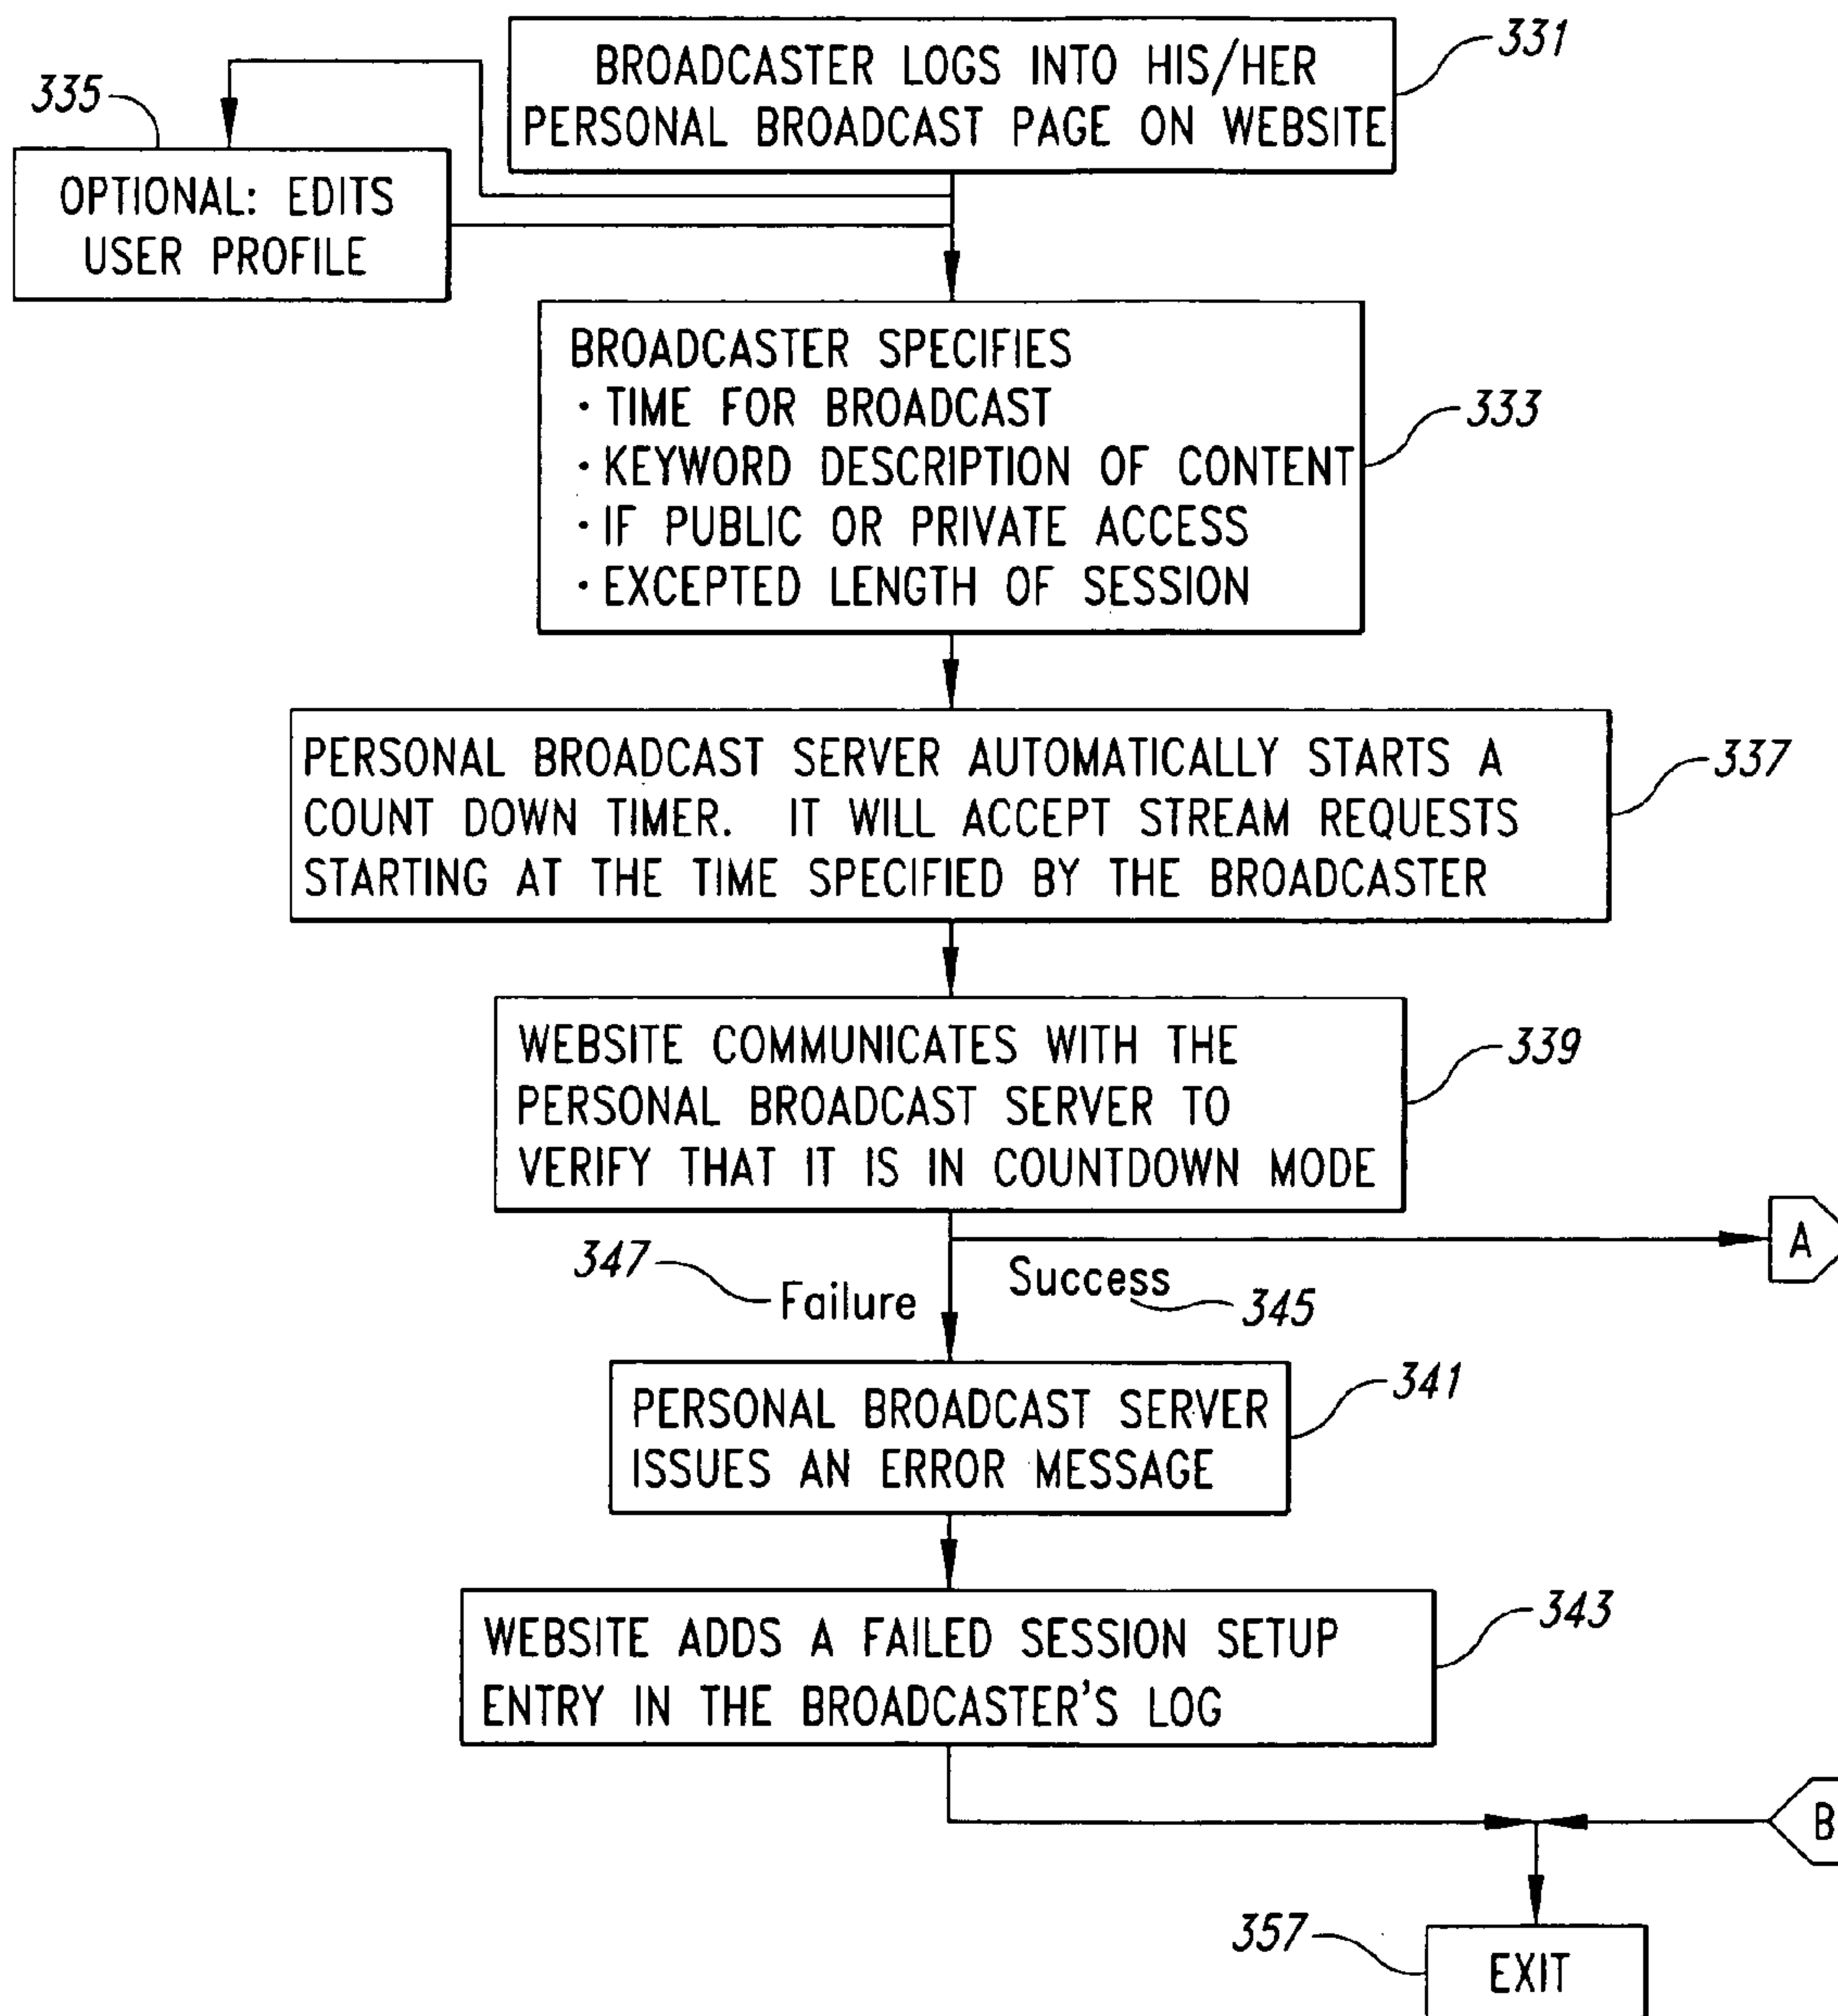 BROADCASTER LOGS INTO HIS/HER
PERSONAL BROADCAST PAGE ON WEBSITE
331
335
OPTIONAL: EDITS
USER PROFILE
BROADCASTER SPECIFIES
· TIME FOR BROADCAST
· KEYWORD DESCRIPTION OF CONTENT
· IF PUBLIC OR PRIVATE ACCESS
· EXCEPTED LENGTH OF SESSION
333
PERSONAL BROADCAST SERVER AUTOMATICALLY STARTS A
COUNT DOWN TIMER. IT WILL ACCEPT STREAM REQUESTS
STARTING AT THE TIME SPECIFIED BY THE BROADCASTER
337
WEBSITE COMMUNICATES WITH THE
PERSONAL BROADCAST SERVER TO
VERIFY THAT IT IS IN COUNTDOWN MODE
339
A
347
Failure
Success
345
PERSONAL BROADCAST SERVER
ISSUES AN ERROR MESSAGE
341
WEBSITE ADDS A FAILED SESSION SETUP
ENTRY IN THE BROADCASTER'S LOG
343
B
357
EXIT